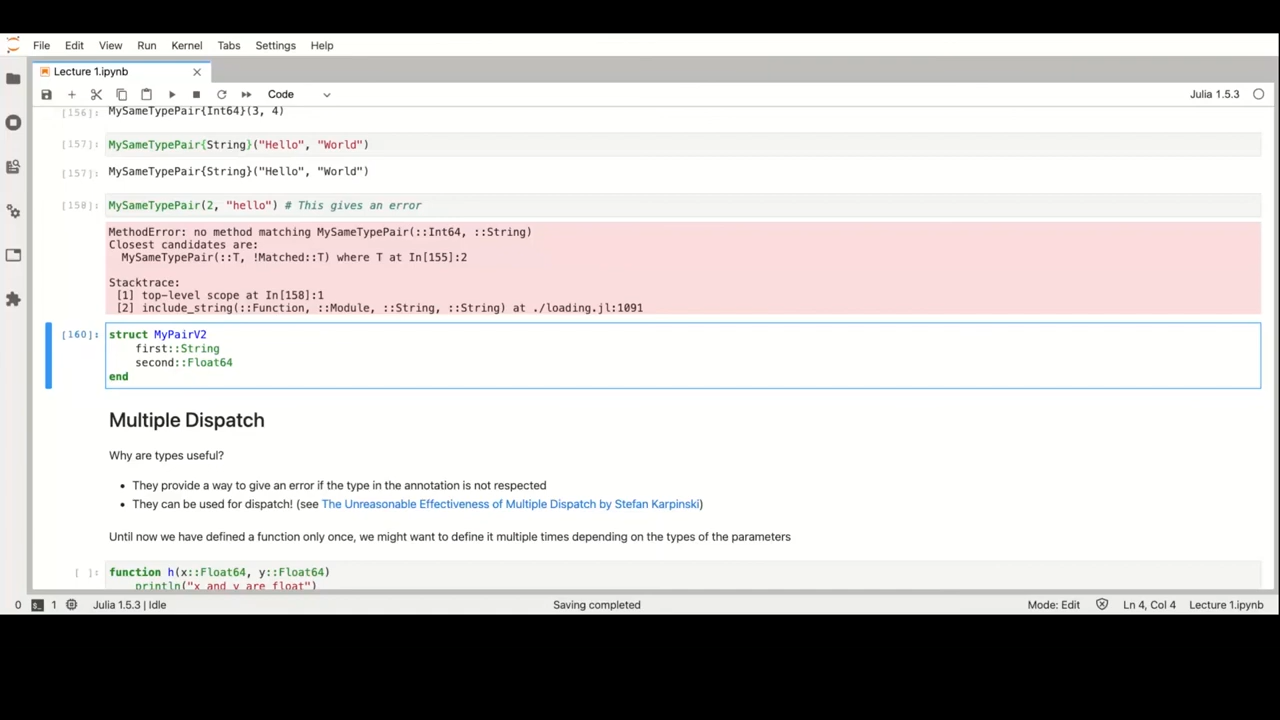 File Edit View Run Kernel Tabs Settings Help
Lecture 1.ipynb
Code
Julia 1.5.3
[156]: MySameTypePair{Int64}(3, 4)
[157]: MySameTypePair{String}("Hello", "World")
[157]: MySameTypePair{String}("Hello", "World")
[158]: MySameTypePair(2, "hello") # This gives an error
MethodError: no method matching MySameTypePair(::Int64, ::String)
Closest candidates are:
MySameTypePair(::T, !Matched::T) where T at In[155]:2
Stacktrace:
[1] top-level scope at In[158]:1
[2] include_string(::Function, ::Module, ::String, ::String) at ./loading.jl:1091
[160]: struct MyPairV2
first::String
second::Float64
end
Multiple Dispatch
Why are types useful?
• They provide a way to give an error if the type in the annotation is not respected
• They can be used for dispatch! (see The Unreasonable Effectiveness of Multiple Dispatch by Stefan Karpinski)
Until now we have defined a function only once, we might want to define it multiple times depending on the types of the parameters
[ ]: function h(x::Float64, y::Float64)
println("x and y are float")
0 $_ 1 Julia 1.5.3 | Idle Saving completed Mode: Edit Ln 4, Col 4 Lecture 1.ipynb